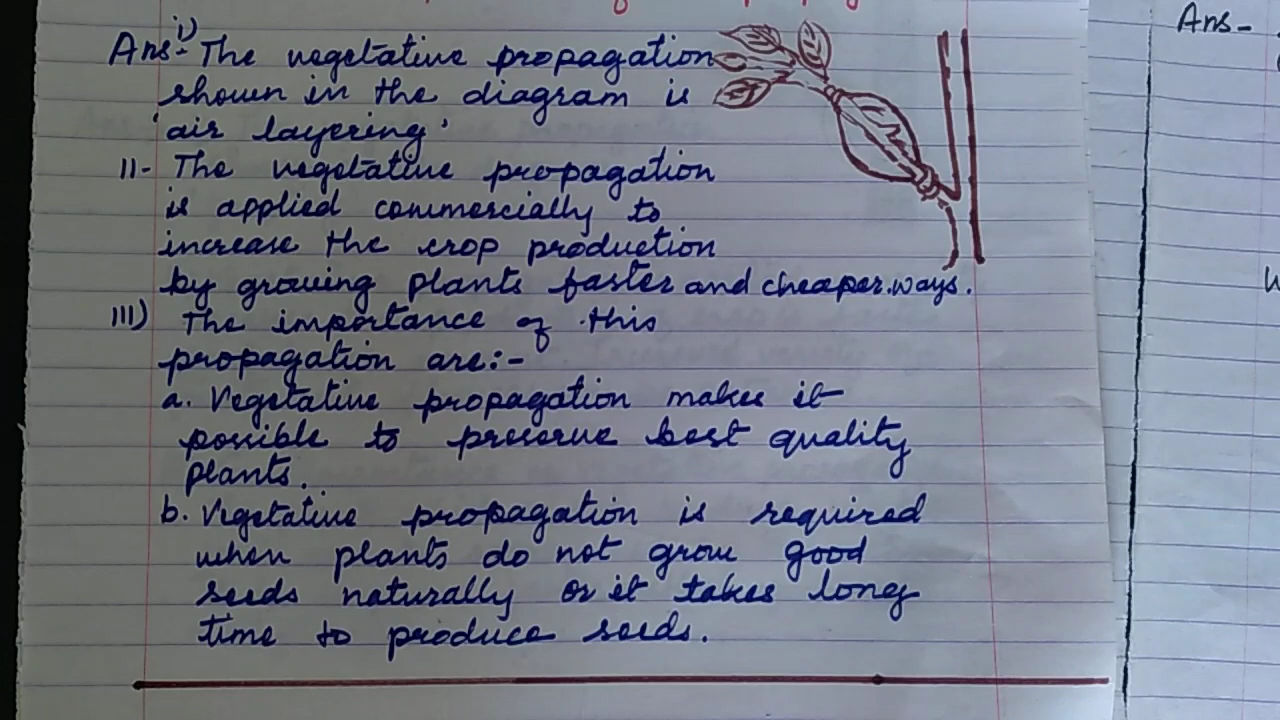 Ans- i) The vegetative propagation
shown in the diagram is
'air layering'
II- The vegetative propagation
is applied commercially to
increase the crop production
by growing plants faster and cheaper ways.
III) The importance of this
propagation are:-
a. Vegetative propagation makes it
possible to preserve best quality
plants.
b. Vegetative propagation is required
when plants do not grow good
seeds naturally or it takes long
time to produce seeds.
Ans-